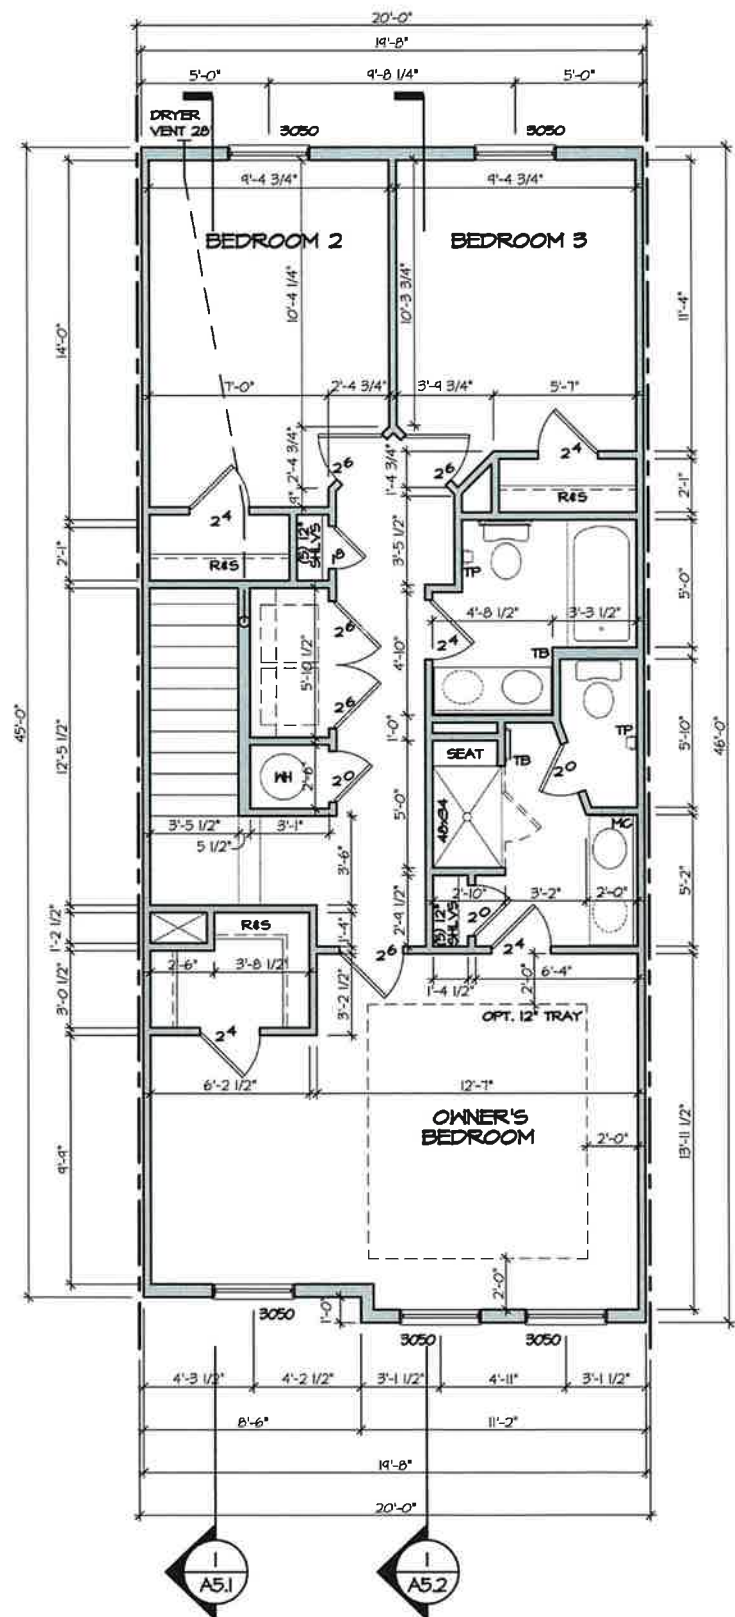 20'-0"
19'-8"
5'-0" 9'-8 1/4" 5'-0"
DRYER
VENT 28'
3050 3050
9'-4 3/4" 9'-4 3/4"
BEDROOM 2 BEDROOM 3
10'-4 1/4" 10'-3 3/4"
14'-0" 11'-4"
7'-0" 2'-4 3/4" 3'-9 3/4" 5'-7"
2'-4 3/4" 26 26 1'-4 3/4" 24
9"
24 R&S 2'-1"
(5) 12"
SHLVS
18 3'-5 1/2"
2'-1" R&S TP 5'-0"
4'-8 1/2" 3'-3 1/2"
26 24
5'-10 1/2" 4'-10" TB
26
45'-0" 12'-5 1/2" 1'-0" TP 5'-10" 46'-0"
SEAT TB
WH 2'-6" 20 20
48x34 5'-0"
3'-5 1/2" 3'-1" MC
5 1/2" 3'-6" 5'-2"
2'-10" 3'-2" 2'-0"
1'-2 1/2" R&S 1'-4" 2'-9 1/2" (5) 12"
SHLVS
20
26 24
2'-6" 3'-8 1/2" 6'-4"
3'-0 1/2" 3'-2 1/2" 1'-4 1/2" 2'-0"
OPT. 12" TRAY
24
6'-2 1/2" 12'-7"
OWNER'S
BEDROOM
2'-0"
9'-9" 13'-11 1/2"
2'-0"
3050 1'-0"
3050 3050
4'-3 1/2" 4'-2 1/2" 3'-1 1/2" 4'-11" 3'-1 1/2"
8'-6" 11'-2"
19'-8"
20'-0"
1 1
A5.1 A5.2